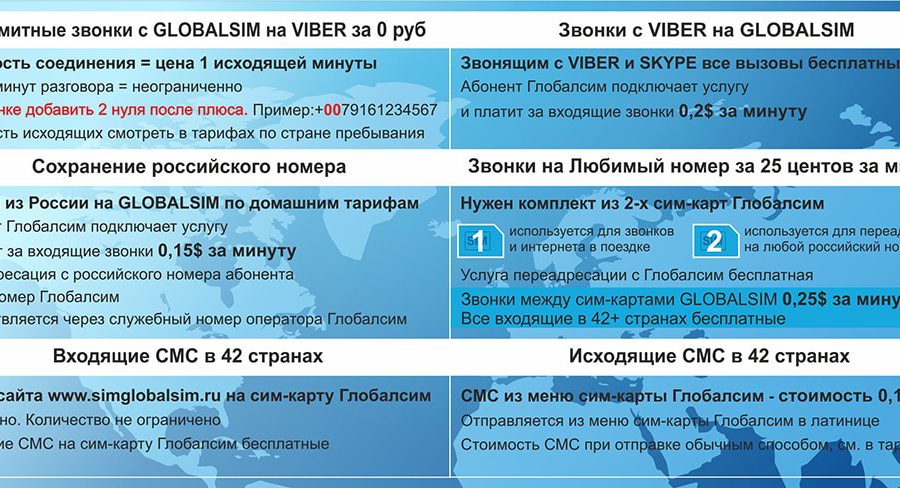 митные звонки с GLOBALSIM на VIBER за 0 руб
ость соединения = цена 1 исходящей минуты
минут разговора = неограниченно
нке добавить 2 нуля после плюса. Пример:+0079161234567
сть исходящих смотреть в тарифах по стране пребывания
Звонки с VIBER на GLOBALSIM
Звонящим с VIBER и SKYPE все вызовы бесплатны
Абонент Глобалсим подключает услугу
и платит за входящие звонки 0,2$ за минуту
Сохранение российского номера
из России на GLOBALSIM по домашним тарифам
т Глобалсим подключает услугу
т за входящие звонки 0,15$ за минуту
ресация с российского номера абонента
омер Глобалсим
твляется через служебный номер оператора Глобалсим
Звонки на Любимый номер за 25 центов за м
Нужен комплект из 2-х сим-карт Глобалсим
1 используется для звонков
и интернета в поездке
2 используется для переад
на любой российский но
Услуга переадресации с Глобалсим бесплатная
Звонки между сим-картами GLOBALSIM 0,25$ за мину
Все входящие в 42+ странах бесплатные
Входящие СМС в 42 странах
сайта www.simglobalsim.ru на сим-карту Глобалсим
но. Количество не ограничено
ие СМС на сим-карту Глобалсим бесплатные
Исходящие СМС в 42 странах
СМС из меню сим-карты Глобалсим - стоимость 0,1
Отправляется из меню сим-карты Глобалсим в латинице
Стоимость СМС при отправке обычным способом, см. в тар